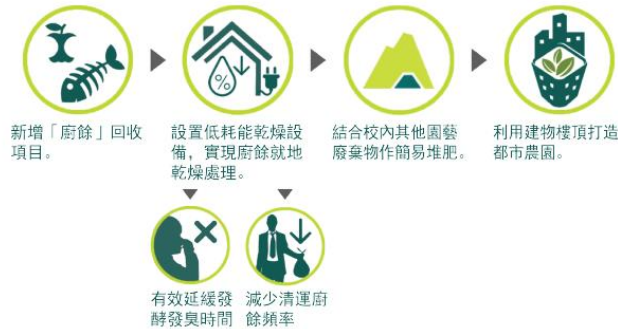 %
新增「廚餘」回收
項目。
設置低耗能乾燥設
備，實現廚餘就地
乾燥處理。
結合校內其他園藝
廢棄物作簡易堆肥。
利用建物樓頂打造
都市農園。
有效延緩發
酵發臭時間
減少清運廚
餘頻率